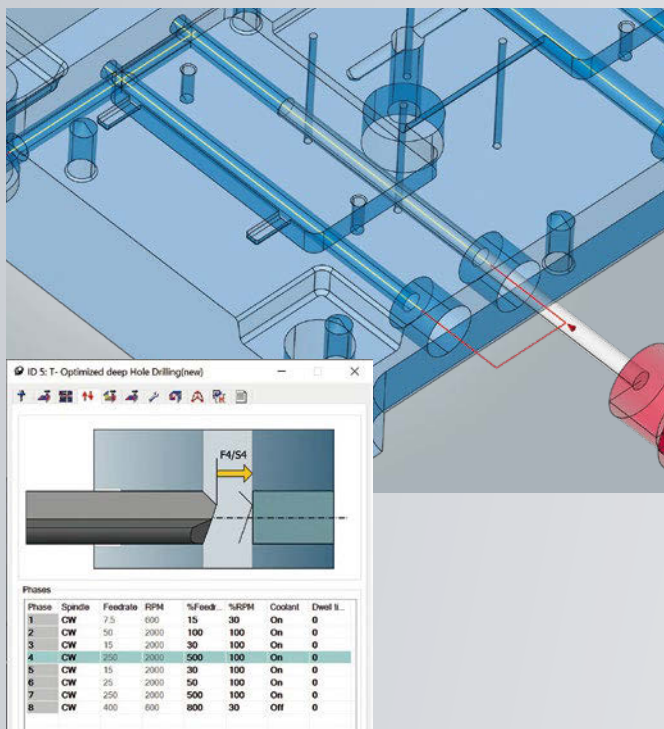 ID 5: T- Optimized deep Hole Drilling(new)
F4/S4
Phases
Phase Spindle Feedrate RPM %Feedr... %RPM Coolant Dwell ti...
1 CW 7.5 600 15 30 On 0
2 CW 50 2000 100 100 On 0
3 CW 15 2000 30 100 On 0
4 CW 250 2000 500 100 On 0
5 CW 15 2000 30 100 On 0
6 CW 25 2000 50 100 On 0
7 CW 250 2000 500 100 On 0
8 CW 400 600 800 30 Off 0